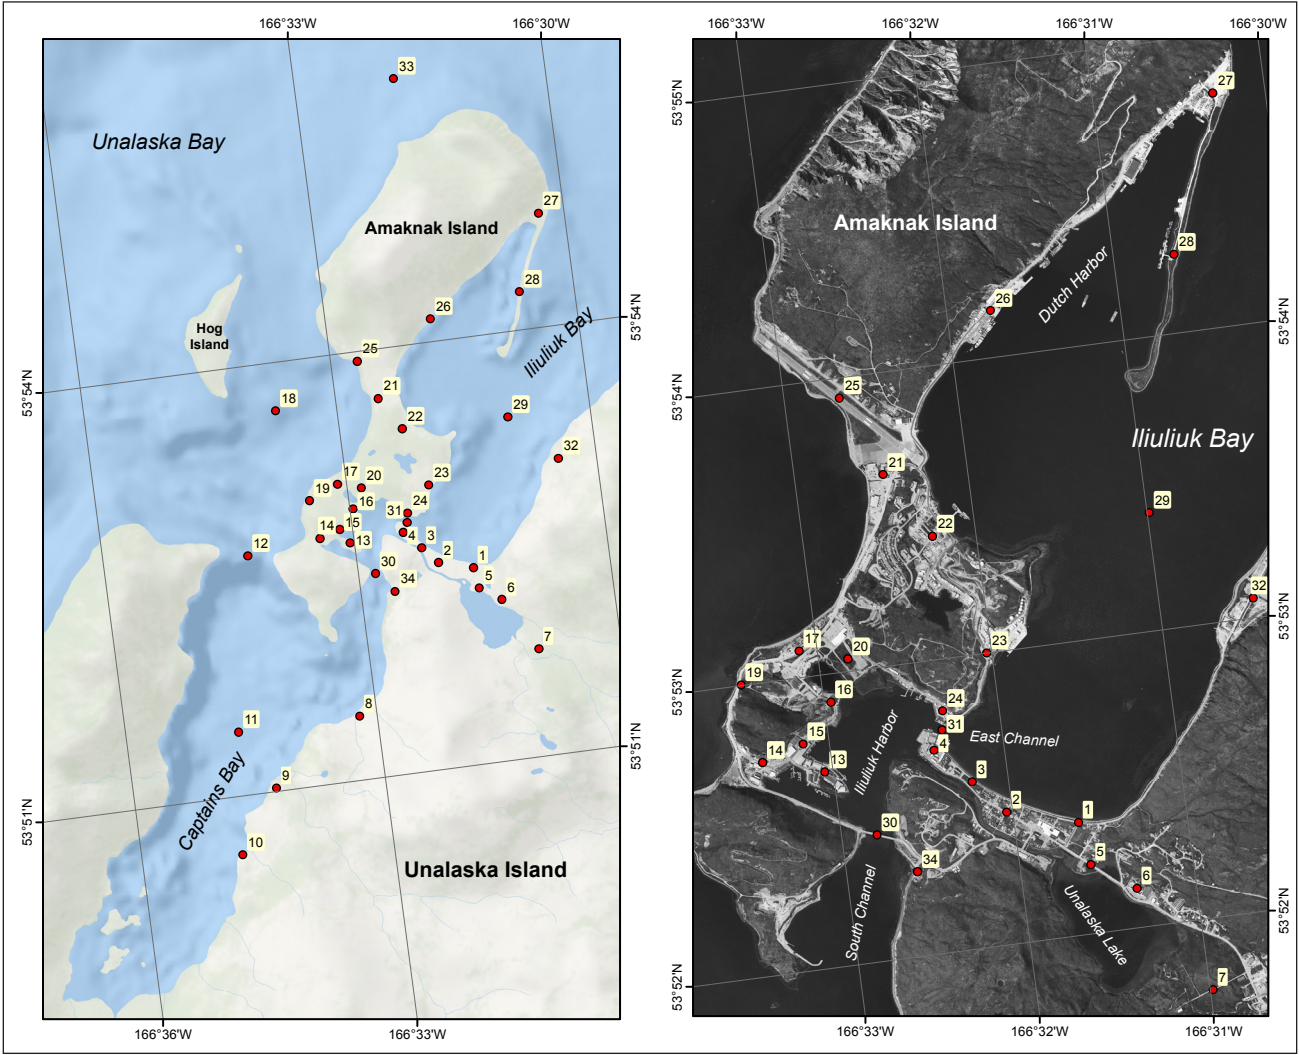 166°33'W
166°30'W
33
Unalaska Bay
27
Amaknak Island
28
26
53°54'N
Hog
Island
Iliuliuk Bay
25
53°54'N
21
18
22
29
32
17
20
23
19
16
24
31
14
15
13
4
3
12
2
1
30
5
34
6
7
8
11
53°51'N
9
Captains Bay
53°51'N
10
Unalaska Island
166°36'W
166°33'W
166°33'W
166°32'W
166°31'W
166°30'W
27
53°55'N
Amaknak Island
28
Dutch Harbor
26
53°54'N
25
53°54'N
Iliuliuk Bay
21
29
22
32
53°53'N
17
20
23
19
53°53'N
16
24
31
East Channel
15
4
Iliuliuk Harbor
14
13
3
2
1
30
5
34
6
South Channel
Unalaska Lake
53°52'N
7
53°52'N
166°33'W
166°32'W
166°31'W